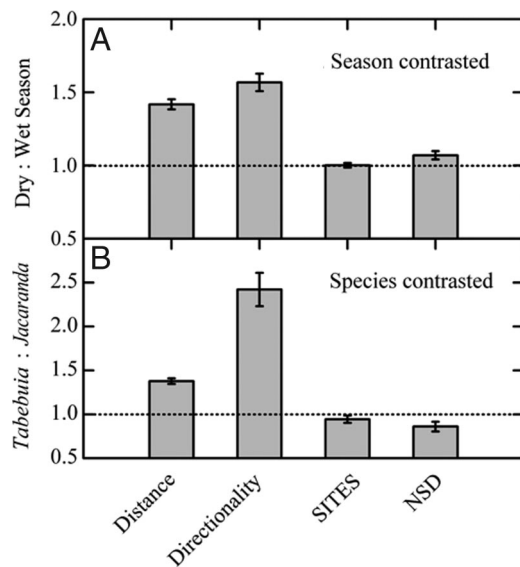 A
Season contrasted
Dry : Wet Season
2.0
1.5
1.0
0.5
B
Species contrasted
Tabebuia : Jacaranda
2.5
2.0
1.5
1.0
0.5
Distance
Directionality
SITES
NSD